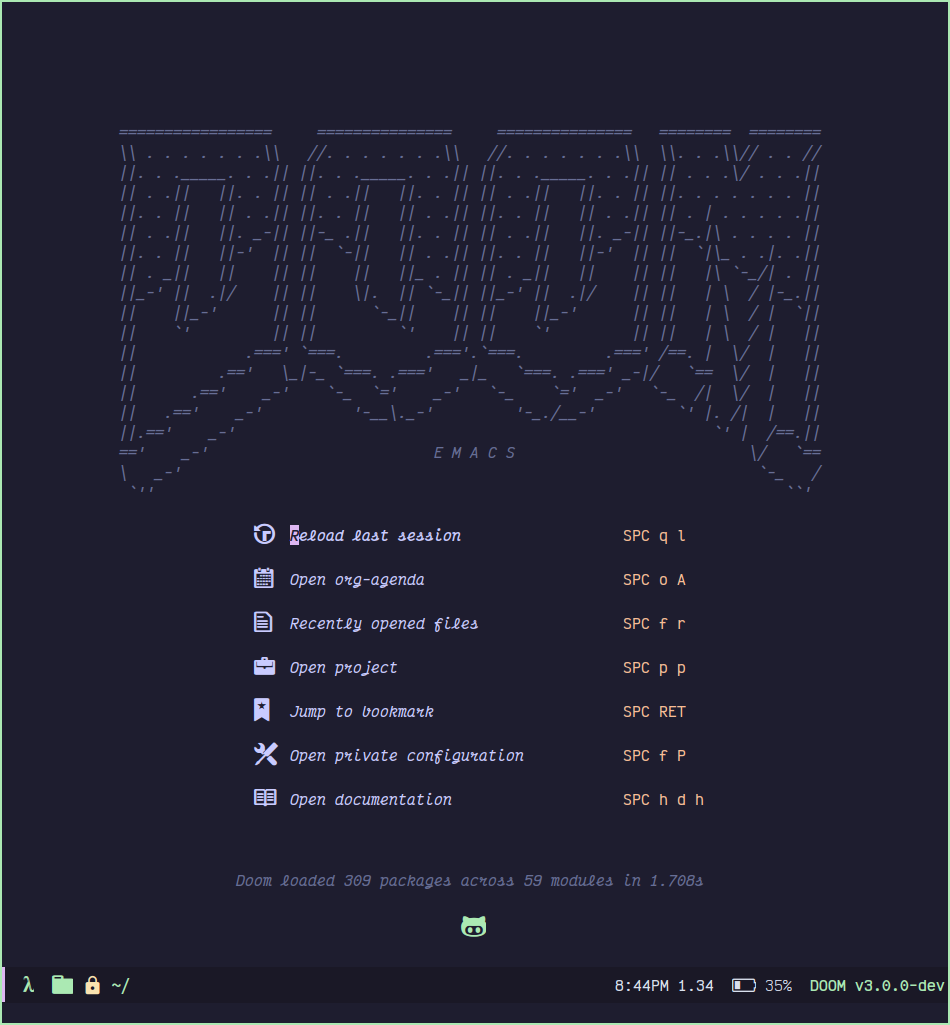 E M A C S
Reload last session SPC q l
Open org-agenda SPC o A
Recently opened files SPC f r
Open project SPC p p
Jump to bookmark SPC RET
Open private configuration SPC f P
Open documentation SPC h d h
Doom loaded 309 packages across 59 modules in 1.708s
λ ~/ 8:44PM 1.34 35% DOOM v3.0.0-dev